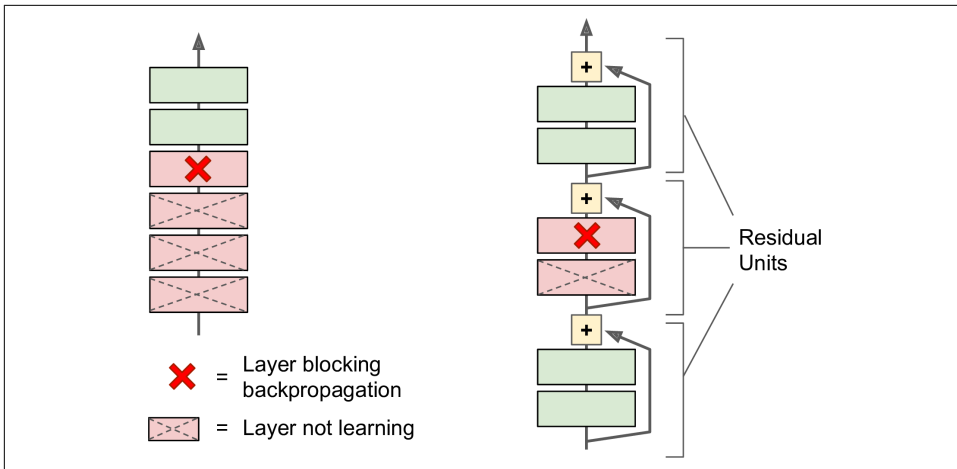 +
+
Residual
Units
+
= Layer blocking
backpropagation
= Layer not learning